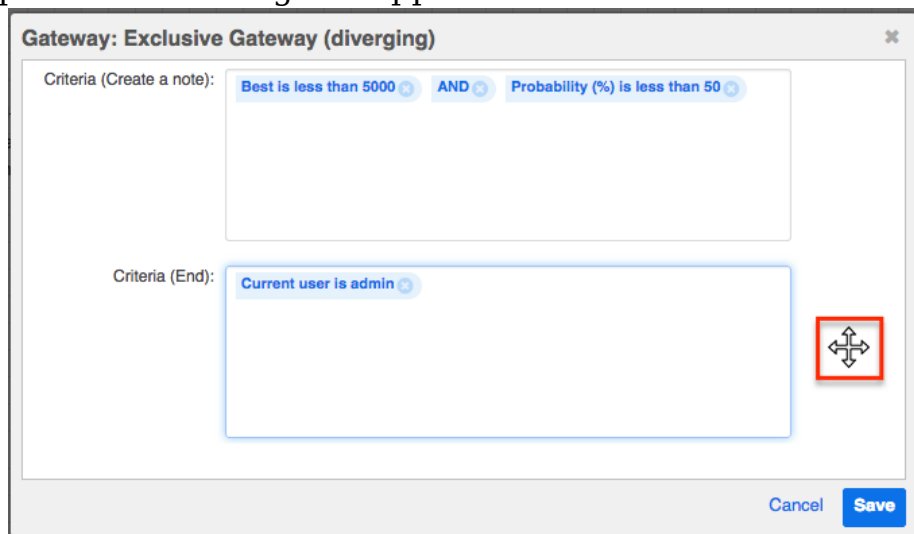 Gateway: Exclusive Gateway (diverging)
Criteria (Create a note):
Best is less than 5000 AND Probability (%) is less than 50
Criteria (End):
Current user is admin
Cancel Save